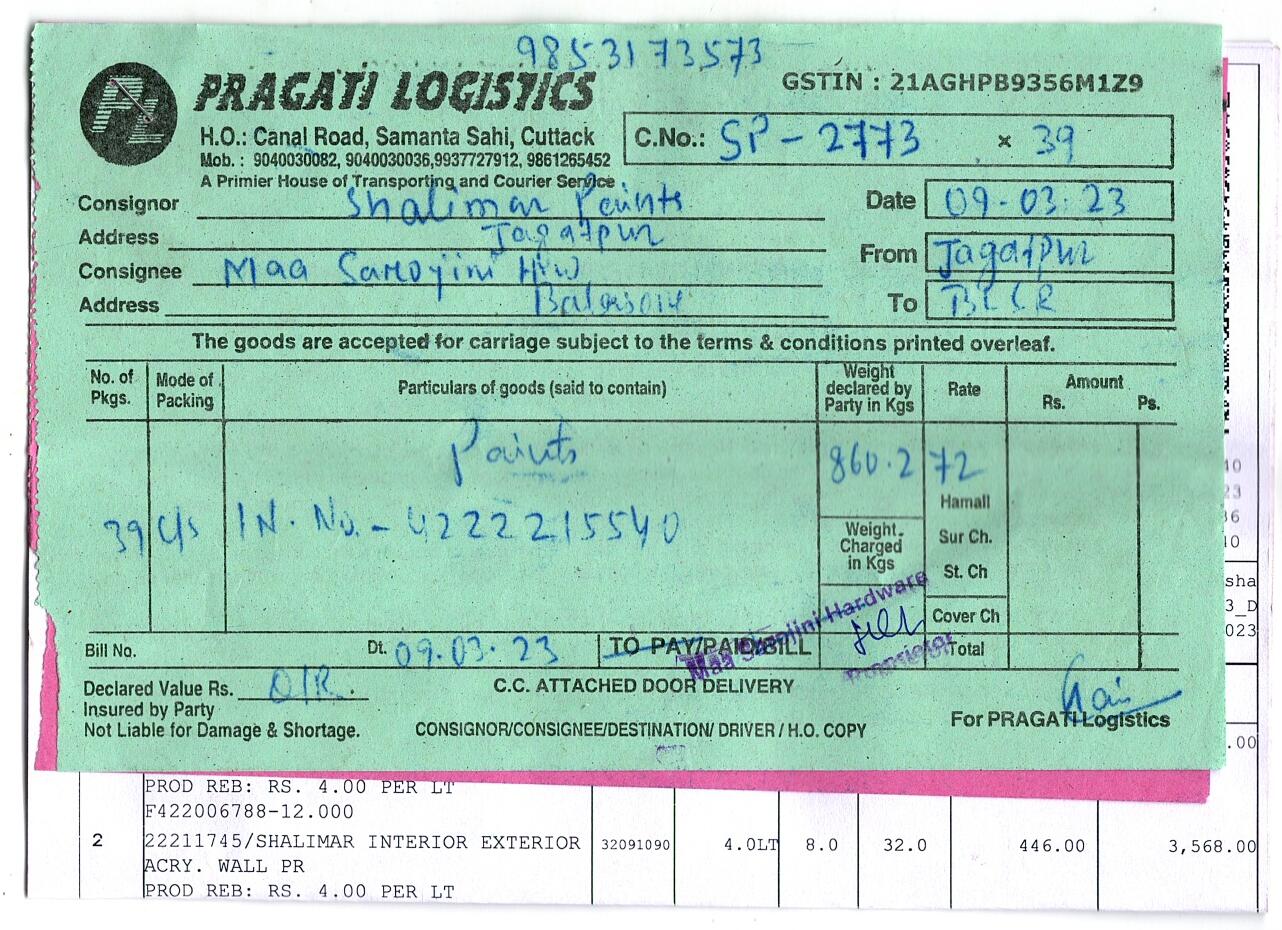 9853173573
PRAGATI LOGISTICS
GSTIN : 21AGHPB9356M1Z9
H.O.: Canal Road, Samanta Sahi, Cuttack
C.No.: SP-2773 x 39
Mob. : 9040030082, 9040030036,9937727912, 9861265452
A Primier House of Transporting and Courier Service
Consignor Shalimar Paints
Date 09-03-23
Address Jagatpur
From Jagatpur
Consignee Maa Sarojini H/W
Address Balasore
To BLSR
The goods are accepted for carriage subject to the terms & conditions printed overleaf.
No. of Pkgs.
Mode of Packing
Particulars of goods (said to contain)
Weight declared by Party in Kgs
Rate
Amount
Rs. Ps.
Paints
860.2 72
Hamali
39 C/s IN. No.- 4222215540
Weight Charged in Kgs
Sur Ch.
St. Ch
Cover Ch
Maa Sarojini Hardware
Proprietor
Bill No. Dt. 09.03.23 TO PAY/PAID/BILL Total
Declared Value Rs.
C.C. ATTACHED DOOR DELIVERY
Insured by Party
Not Liable for Damage & Shortage.
CONSIGNOR/CONSIGNEE/DESTINATION/ DRIVER / H.O. COPY
For PRAGATI Logistics
PROD REB: RS. 4.00 PER LT
F422006788-12.000
2 22211745/SHALIMAR INTERIOR EXTERIOR 32091090 4.0LT 8.0 32.0 446.00 3,568.00
ACRY. WALL PR
PROD REB: RS. 4.00 PER LT